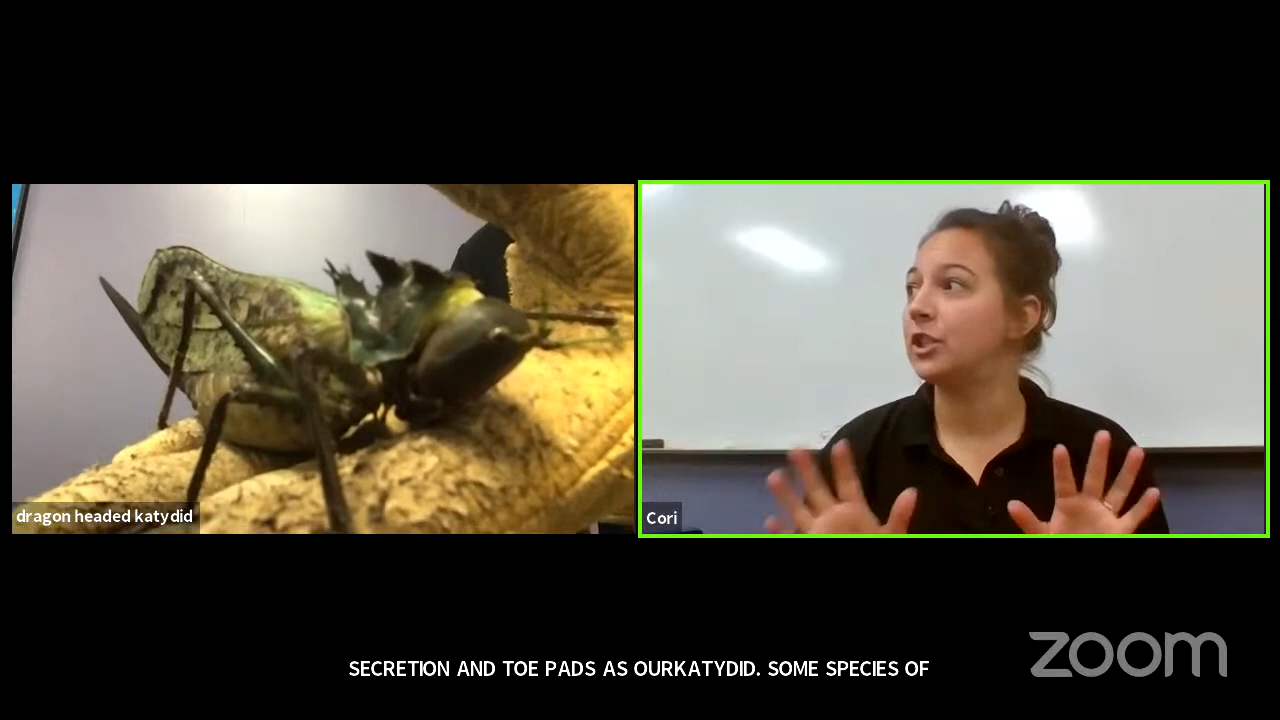 dragon headed katydid
Cori
SECRETION AND TOE PADS AS OURKATYDID. SOME SPECIES OF
zoom